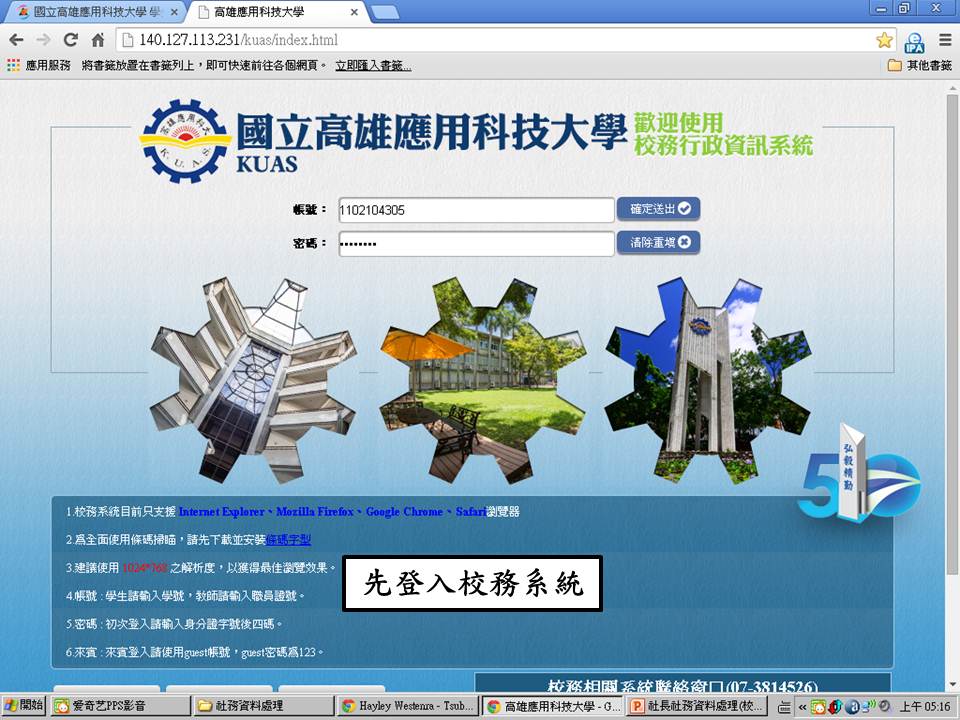 國立高雄應用科技大學 學
高雄應用科技大學
140.127.113.231/kuas/index.html
應用服務 將書籤放置在書籤列上，即可快速前往各個網頁。 立即匯入書籤...
其他書籤
國立高雄應用科技大學
KUAS
歡迎使用
校務行政資訊系統
帳號： 1102104305 確定送出
密碼： •••••••• 清除重填
弘毅精勤
50
1.校務系統目前只支援 Internet Explorer、Mozilla Firefox、Google Chrome、Safari瀏覽器
2.為全面使用條碼掃瞄，請先下載並安裝條碼字型
3.建議使用 1024*768 之解析度，以獲得最佳瀏覽效果。
4.帳號：學生請輸入學號，教師請輸入職員證號。
5.密碼：初次登入請輸入身分證字號後四碼。
6.來賓：來賓登入請使用guest帳號，guest密碼為123。
先登入校務系統
校務相關系統聯絡窗口(07-3814526)
開始 爱奇艺PPS影音 社務資料處理 Hayley Westenra - Tsub... 高雄應用科技大學 - G... 社長社務資料處理(校... 上午 05:16